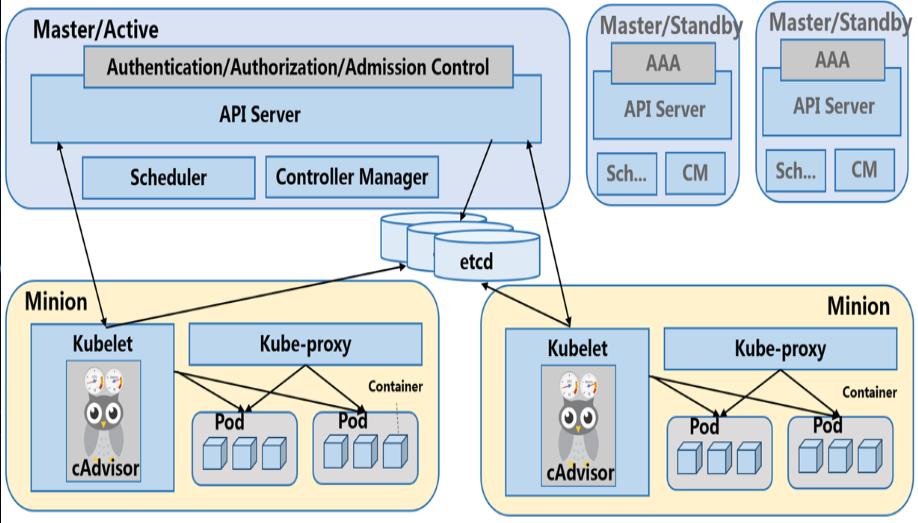 Master/Active
Authentication/Authorization/Admission Control
API Server
Scheduler
Controller Manager
Master/Standby
AAA
API Server
Sch...
CM
Master/Standby
AAA
API Server
Sch...
CM
etcd
Minion
Kubelet
cAdvisor
Kube-proxy
Container
Pod
Pod
Minion
Kubelet
cAdvisor
Kube-proxy
Container
Pod
Pod